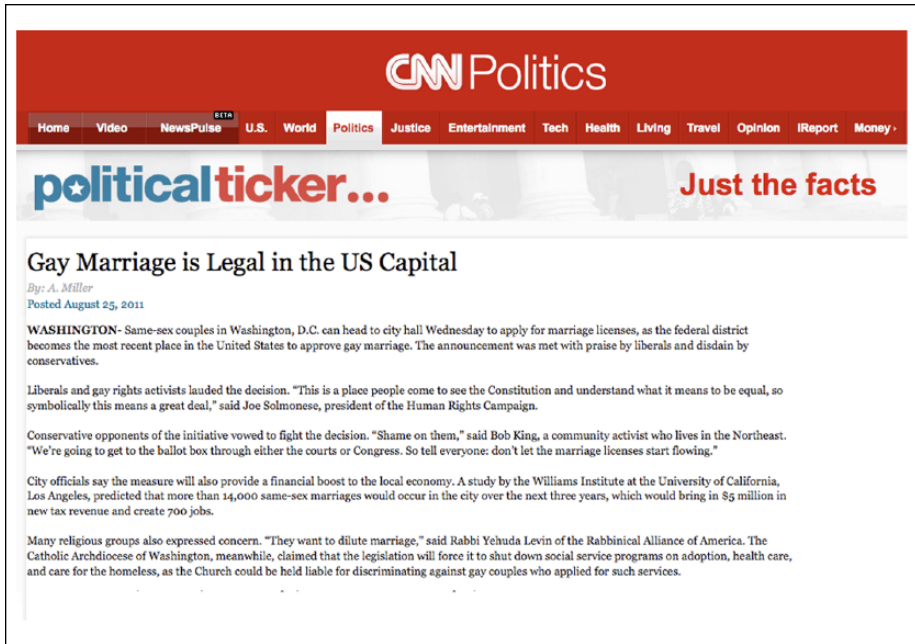 CNN Politics
BETA
Home Video NewsPulse U.S. World Politics Justice Entertainment Tech Health Living Travel Opinion iReport Money ›
politicalticker...
Just the facts
Gay Marriage is Legal in the US Capital
By: A. Miller
Posted August 25, 2011
WASHINGTON- Same-sex couples in Washington, D.C. can head to city hall Wednesday to apply for marriage licenses, as the federal district
becomes the most recent place in the United States to approve gay marriage. The announcement was met with praise by liberals and disdain by
conservatives.
Liberals and gay rights activists lauded the decision. “This is a place people come to see the Constitution and understand what it means to be equal, so
symbolically this means a great deal,” said Joe Solmonese, president of the Human Rights Campaign.
Conservative opponents of the initiative vowed to fight the decision. “Shame on them,” said Bob King, a community activist who lives in the Northeast.
“We’re going to get to the ballot box through either the courts or Congress. So tell everyone: don’t let the marriage licenses start flowing.”
City officials say the measure will also provide a financial boost to the local economy. A study by the Williams Institute at the University of California,
Los Angeles, predicted that more than 14,000 same-sex marriages would occur in the city over the next three years, which would bring in $5 million in
new tax revenue and create 700 jobs.
Many religious groups also expressed concern. “They want to dilute marriage,” said Rabbi Yehuda Levin of the Rabbinical Alliance of America. The
Catholic Archdiocese of Washington, meanwhile, claimed that the legislation will force it to shut down social service programs on adoption, health care,
and care for the homeless, as the Church could be held liable for discriminating against gay couples who applied for such services.